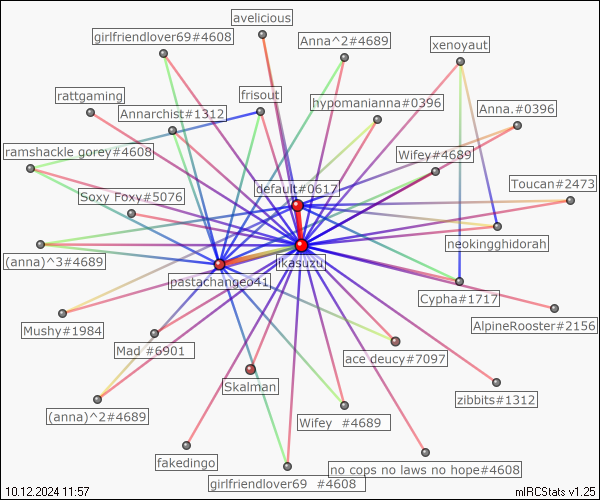 avelicious
girlfriendlover69#4608
Anna^2#4689
xenoyaut
rattgaming
frisout
Annarchist#1312
hypomanianna#0396
Anna.#0396
ramshackle gorey#4608
Wifey#4689
Toucan#2473
default#0617
Soxy Foxy#5076
neokingghidorah
(anna)^3#4689
ikasuzu
pastachangeo41
Cypha#1717
Mushy#1984
AlpineRooster#2156
Mad #6901
ace deucy#7097
Skalman
zibbits#1312
(anna)^2#4689
Wifey #4689
fakedingo
no cops no laws no hope#4608
girlfriendlover69 #4608
10.12.2024 11:57
mIRCStats v1.25